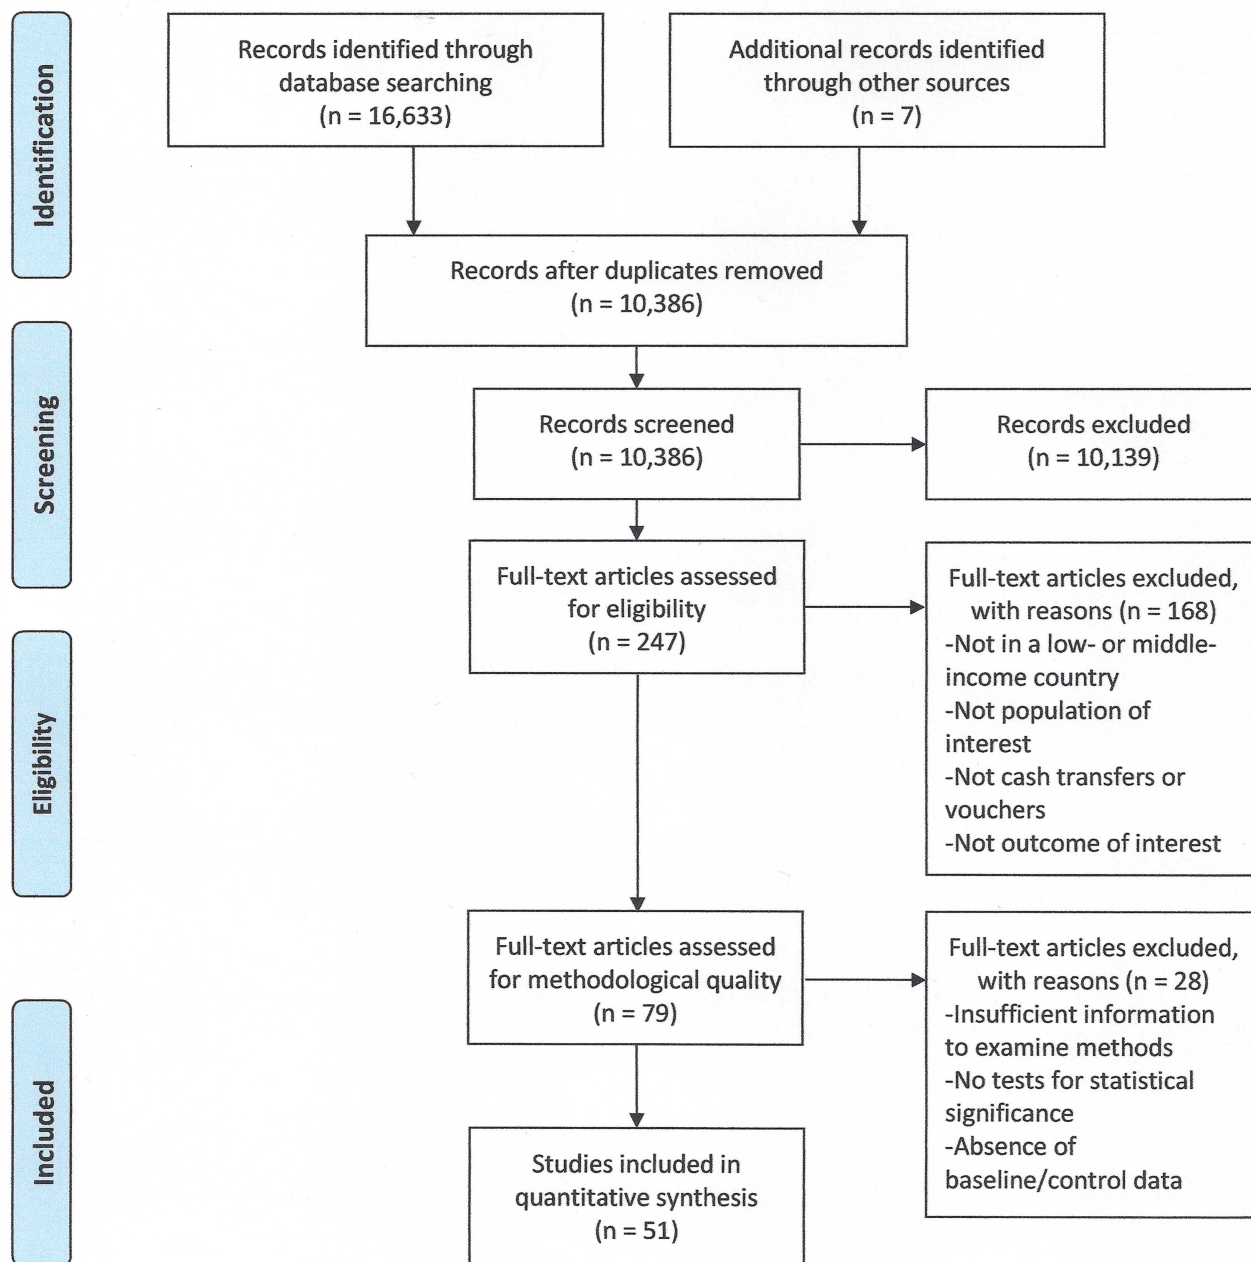 Identification
Records identified through
database searching
(n = 16,633)
Additional records identified
through other sources
(n = 7)
Records after duplicates removed
(n = 10,386)
Screening
Records screened
(n = 10,386)
Records excluded
(n = 10,139)
Eligibility
Full-text articles assessed
for eligibility
(n = 247)
Full-text articles excluded,
with reasons (n = 168)
-Not in a low- or middle-
income country
-Not population of
interest
-Not cash transfers or
vouchers
-Not outcome of interest
Included
Full-text articles assessed
for methodological quality
(n = 79)
Full-text articles excluded,
with reasons (n = 28)
-Insufficient information
to examine methods
-No tests for statistical
significance
-Absence of
baseline/control data
Studies included in
quantitative synthesis
(n = 51)